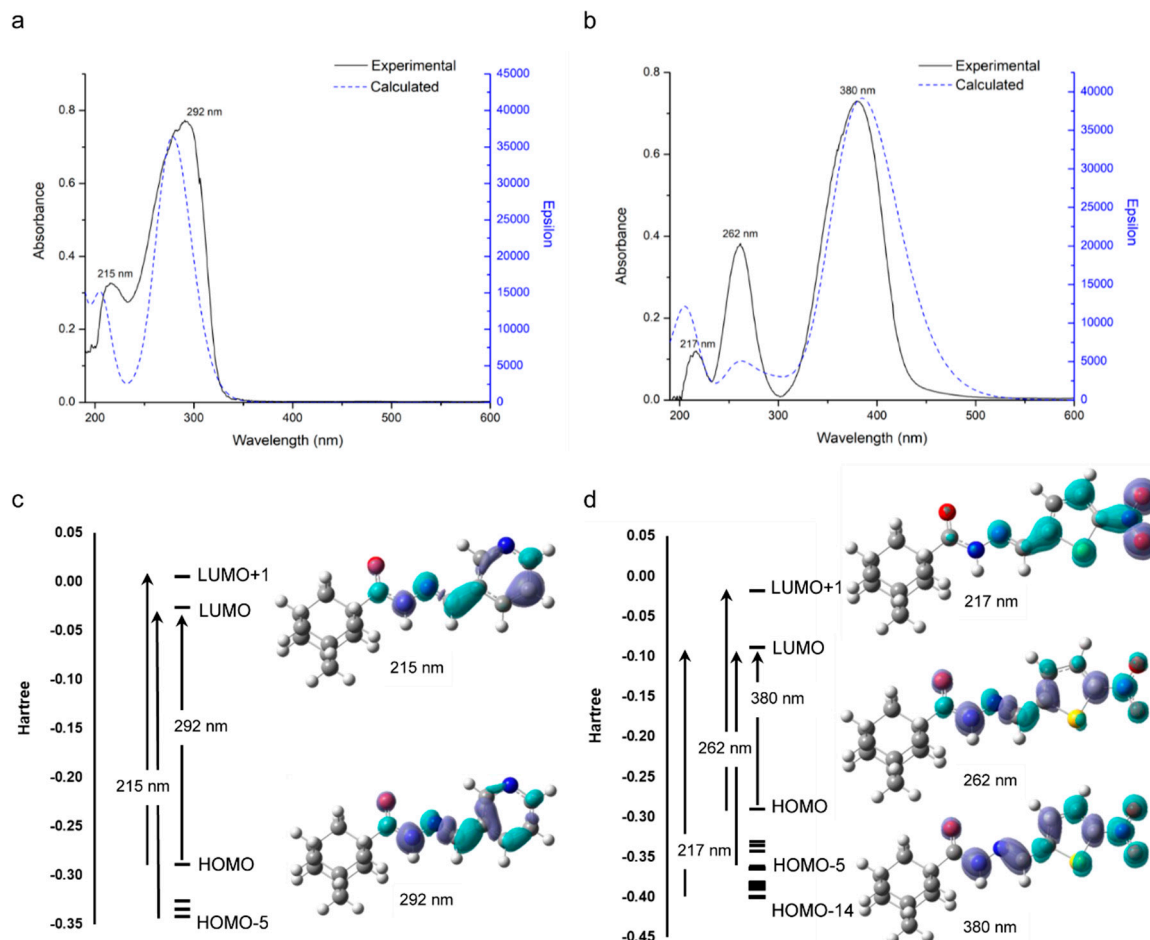 a
Experimental
Calculated
292 nm
215 nm
0.8
0.6
0.4
0.2
0.0
Absorbance
45000
40000
35000
30000
25000
20000
15000
10000
5000
0
Epsilon
200
300
400
500
600
Wavelength (nm)
b
Experimental
Calculated
380 nm
262 nm
217 nm
0.8
0.6
0.4
0.2
0.0
Absorbance
40000
35000
30000
25000
20000
15000
10000
5000
0
Epsilon
200
300
400
500
600
Wavelength (nm)
c
0.05
0.00
-0.05
-0.10
-0.15
-0.20
-0.25
-0.30
-0.35
Hartree
LUMO+1
LUMO
292 nm
215 nm
HOMO
HOMO-5
215 nm
292 nm
d
0.05
0.00
-0.05
-0.10
-0.15
-0.20
-0.25
-0.30
-0.35
-0.40
-0.45
Hartree
LUMO+1
LUMO
380 nm
262 nm
HOMO
217 nm
HOMO-5
HOMO-14
217 nm
262 nm
380 nm